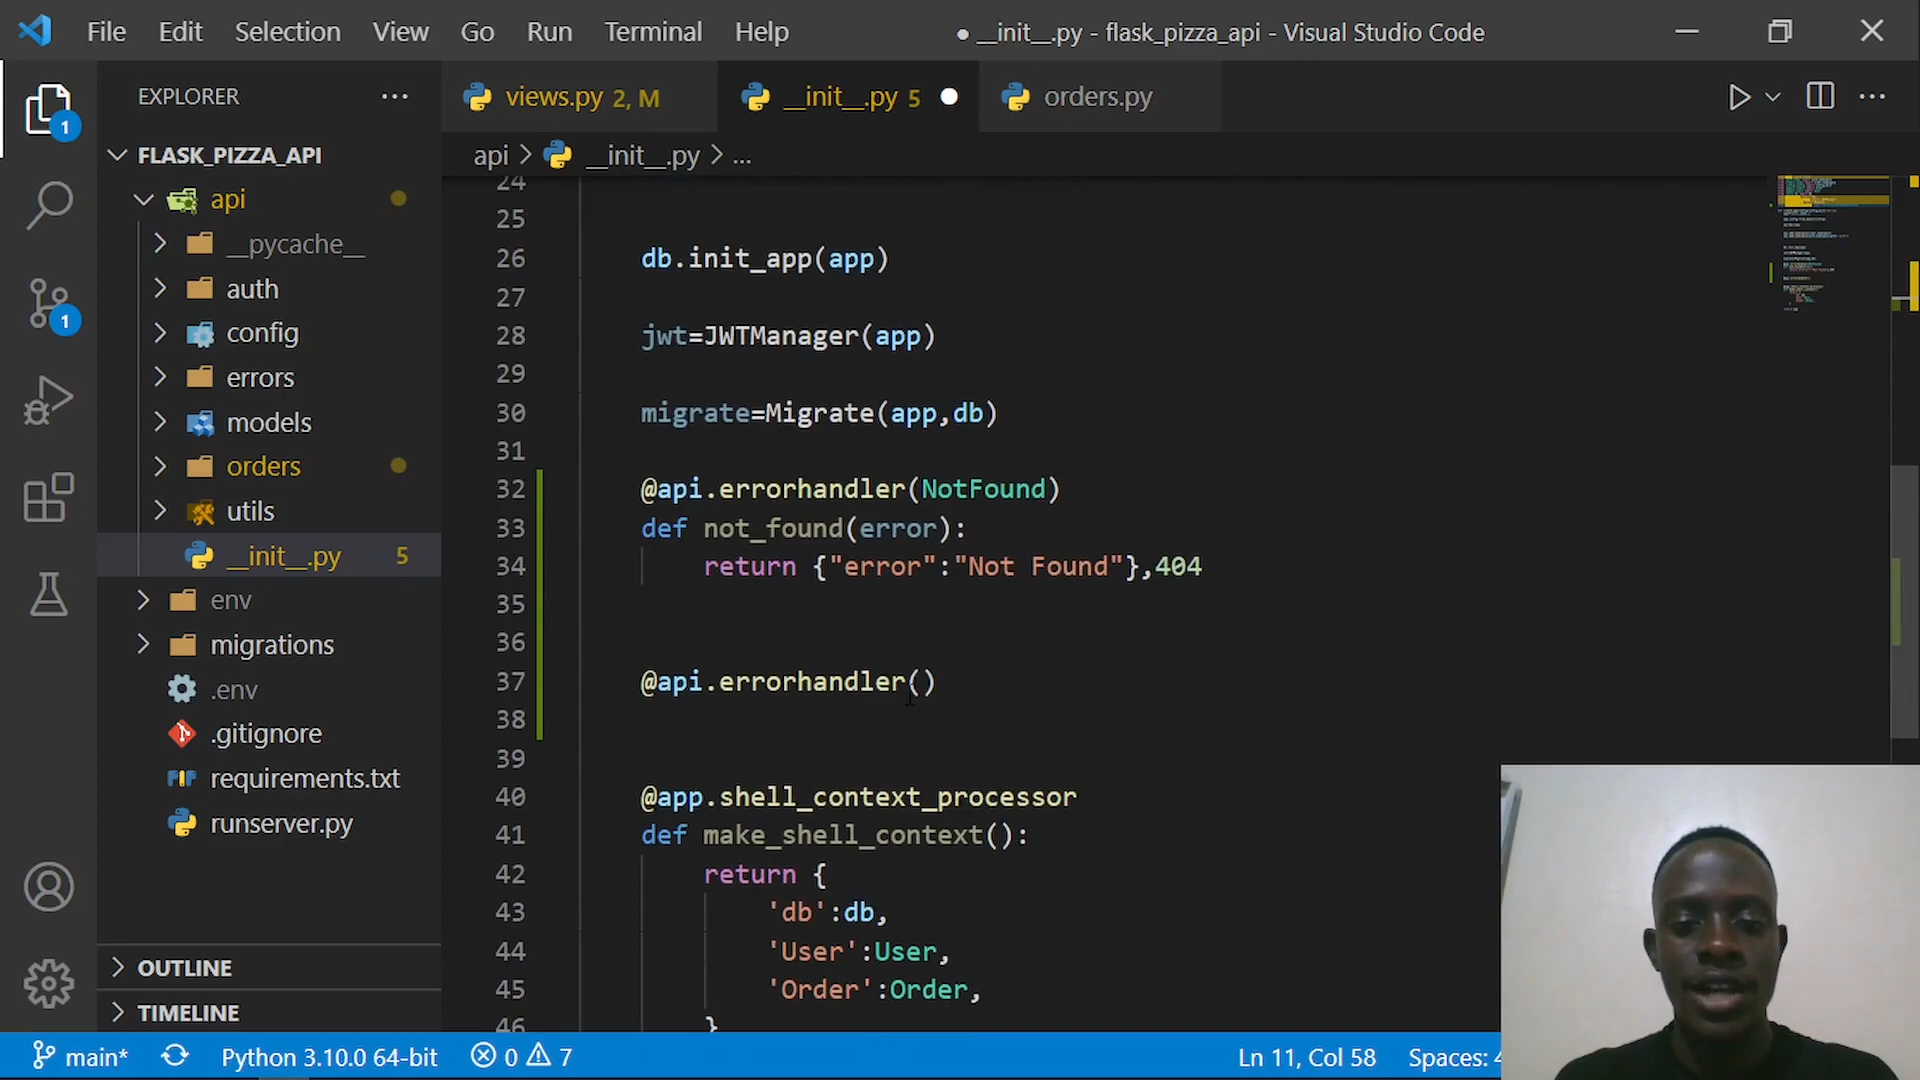 File Edit Selection View Go Run Terminal Help
● __init__.py - flask_pizza_api - Visual Studio Code
EXPLORER
views.py 2, M
__init__.py 5
orders.py
api > __init__.py > ...
FLASK_PIZZA_API
api
__pycache__
auth
config
errors
models
orders
utils
__init__.py 5
env
migrations
.env
.gitignore
requirements.txt
runserver.py
OUTLINE
TIMELINE
1
1
24
25
26 db.init_app(app)
27
28 jwt=JWTManager(app)
29
30 migrate=Migrate(app,db)
31
32 @api.errorhandler(NotFound)
33 def not_found(error):
34 return {"error":"Not Found"},404
35
36
37 @api.errorhandler()
38
39
40 @app.shell_context_processor
41 def make_shell_context():
42 return {
43 'db':db,
44 'User':User,
45 'Order':Order,
46 }
main* Python 3.10.0 64-bit 0 7 Ln 11, Col 58 Spaces: